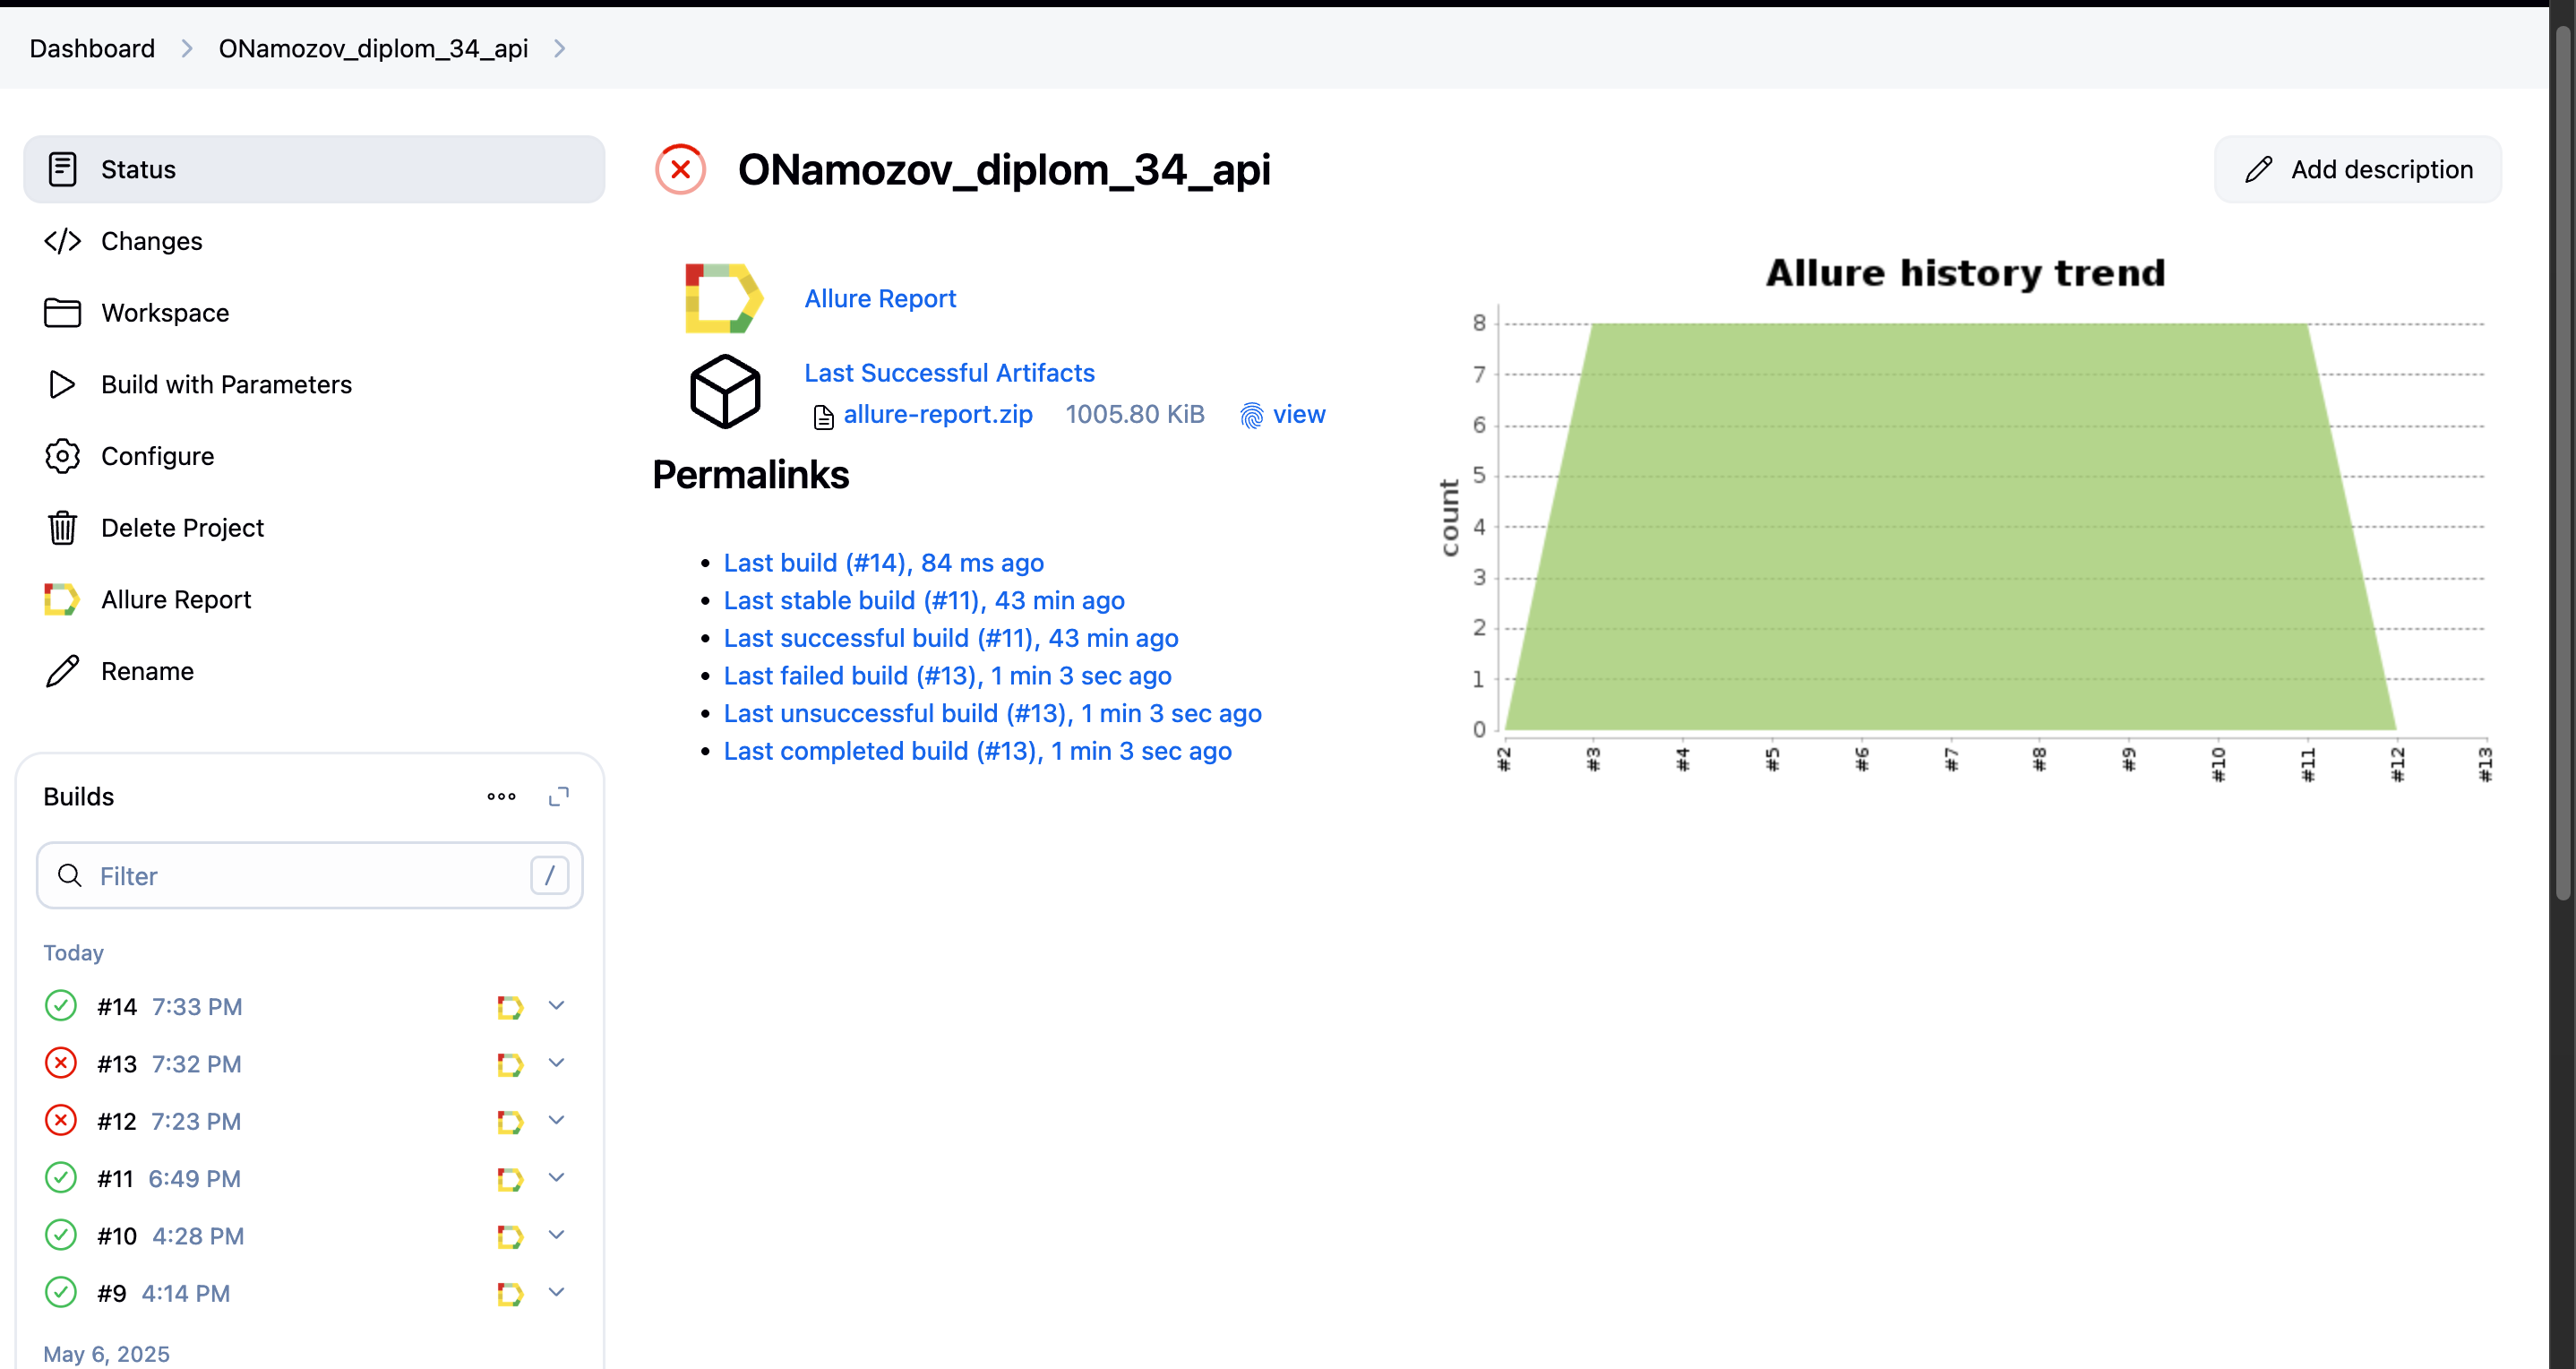 Dashboard
ONamozov_diplom_34_api
Status
Changes
Workspace
Build with Parameters
Configure
Delete Project
Allure Report
Rename
Builds
Filter
/
Today
#14 7:33 PM
#13 7:32 PM
#12 7:23 PM
#11 6:49 PM
#10 4:28 PM
#9 4:14 PM
May 6, 2025
ONamozov_diplom_34_api
Add description
Allure Report
Last Successful Artifacts
allure-report.zip 1005.80 KiB view
Permalinks
Last build (#14), 84 ms ago
Last stable build (#11), 43 min ago
Last successful build (#11), 43 min ago
Last failed build (#13), 1 min 3 sec ago
Last unsuccessful build (#13), 1 min 3 sec ago
Last completed build (#13), 1 min 3 sec ago
Allure history trend
count
8
7
6
5
4
3
2
1
0
#2 #3 #4 #5 #6 #7 #8 #9 #10 #11 #12 #13